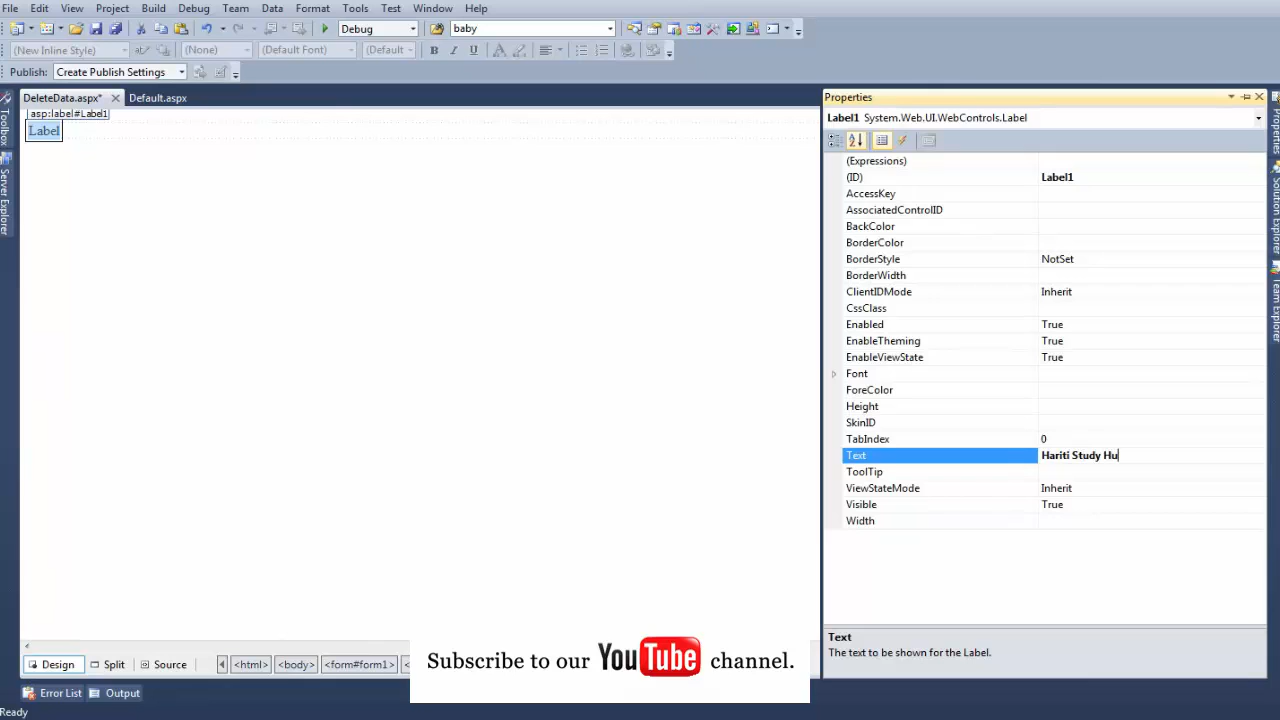 File Edit View Project Build Debug Team Data Format Tools Test Window Help
Debug baby
(New Inline Style) (None) (Default Font) (Default B I U
Publish: Create Publish Settings
DeleteData.aspx* Default.aspx
asp:label#Label1
Label
Toolbox
Server Explorer
Properties
Label1 System.Web.UI.WebControls.Label
(Expressions)
(ID) Label1
AccessKey
AssociatedControlID
BackColor
BorderColor
BorderStyle NotSet
BorderWidth
ClientIDMode Inherit
CssClass
Enabled True
EnableTheming True
EnableViewState True
Font
ForeColor
Height
SkinID
TabIndex 0
Text Hariti Study Hu
ToolTip
ViewStateMode Inherit
Visible True
Width
Text
The text to be shown for the Label.
Properties
Solution Explorer
Team Explorer
Design Split Source <html> <body> <form#form1>
Subscribe to our YouTube channel.
Error List Output
Ready